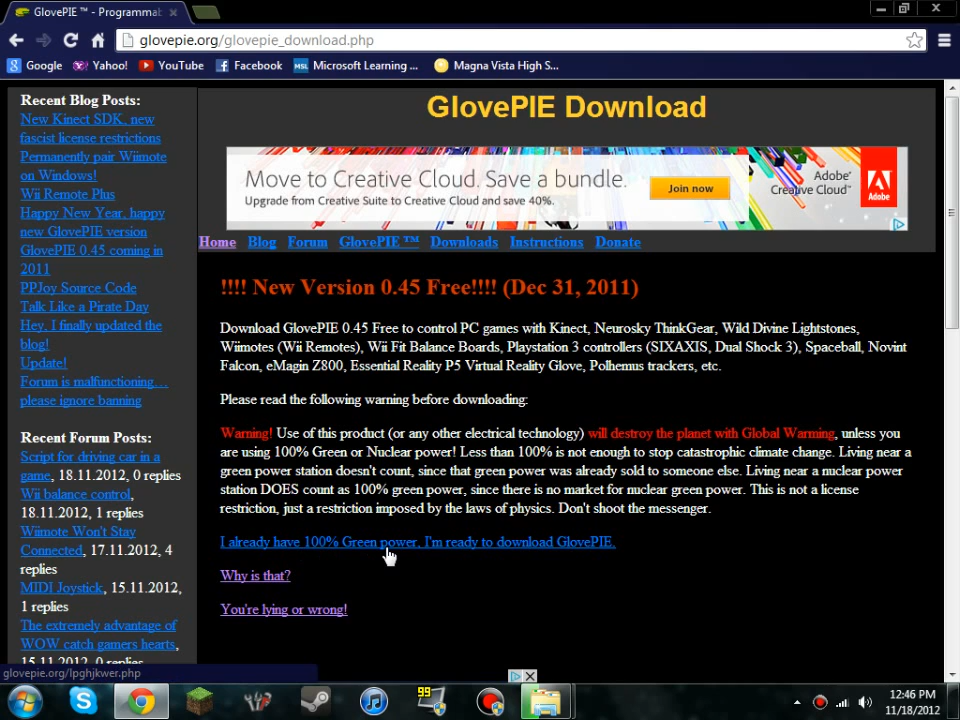 GlovePIE ™ - Programmab
glovepie.org/glovepie_download.php
Google Yahoo! YouTube Facebook Microsoft Learning ... Magna Vista High S...
Recent Blog Posts:
New Kinect SDK, new
fascist license restrictions
Permanently pair Wiimote
on Windows!
Wii Remote Plus
Happy New Year, happy
new GlovePIE version
GlovePIE 0.45 coming in
2011
PPJoy Source Code
Talk Like a Pirate Day
Hey, I finally updated the
blog!
Update!
Forum is malfunctioning...
please ignore banning
Recent Forum Posts:
Script for driving car in a
game, 18.11.2012, 0 replies
Wii balance control,
18.11.2012, 1 replies
Wiimote Won't Stay
Connected, 17.11.2012, 4
replies
MIDI Joystick, 15.11.2012,
1 replies
The extremely advantage of
WOW catch gamers hearts,
15.11.2012, 0 replies
GlovePIE Download
Move to Creative Cloud. Save a bundle.
Upgrade from Creative Suite to Creative Cloud and save 40%.
Join now
Adobe®
Creative Cloud™
Adobe
Home Blog Forum GlovePIE ™ Downloads Instructions Donate
!!!! New Version 0.45 Free!!!! (Dec 31, 2011)
Download GlovePIE 0.45 Free to control PC games with Kinect, Neurosky ThinkGear, Wild Divine Lightstones,
Wiimotes (Wii Remotes), Wii Fit Balance Boards, Playstation 3 controllers (SIXAXIS, Dual Shock 3), Spaceball, Novint
Falcon, eMagin Z800, Essential Reality P5 Virtual Reality Glove, Polhemus trackers, etc.
Please read the following warning before downloading:
Warning! Use of this product (or any other electrical technology) will destroy the planet with Global Warming, unless you
are using 100% Green or Nuclear power! Less than 100% is not enough to stop catastrophic climate change. Living near a
green power station doesn't count, since that green power was already sold to someone else. Living near a nuclear power
station DOES count as 100% green power, since there is no market for nuclear green power. This is not a license
restriction, just a restriction imposed by the laws of physics. Don't shoot the messenger.
I already have 100% Green power, I'm ready to download GlovePIE.
Why is that?
You're lying or wrong!
glovepie.org/lpghjkwer.php
99
12:46 PM
11/18/2012